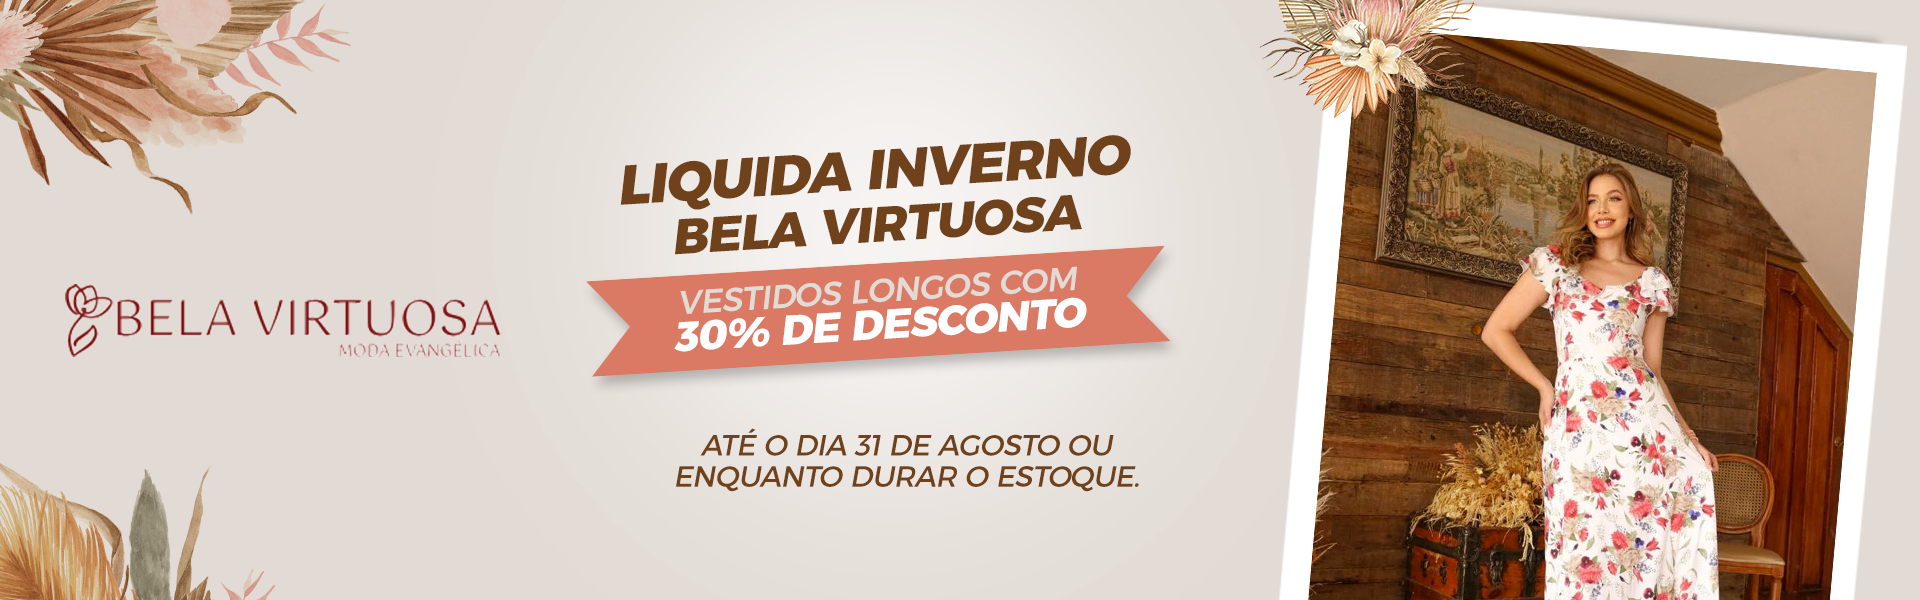 BELA VIRTUOSA
MODA EVANGÉLICA
LIQUIDA INVERNO
BELA VIRTUOSA
VESTIDOS LONGOS COM
30% DE DESCONTO
ATÉ O DIA 31 DE AGOSTO OU
ENQUANTO DURAR O ESTOQUE.